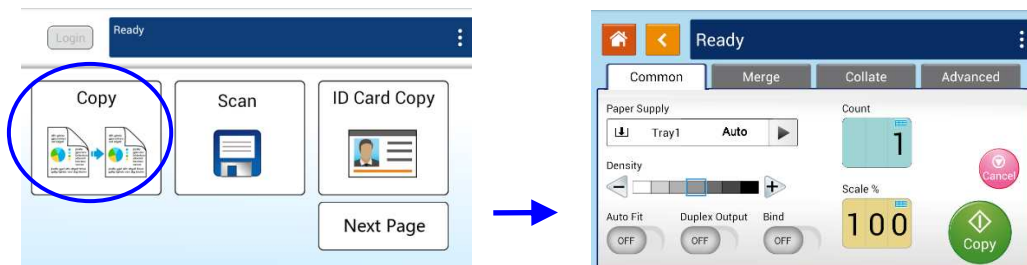 Login
Ready
Copy
Scan
ID Card Copy
Next Page
Ready
Common
Merge
Collate
Advanced
Paper Supply
Tray1
Auto
Density
Auto Fit
Duplex Output
Bind
OFF
OFF
OFF
Count
1
Scale %
100
Cancel
Copy